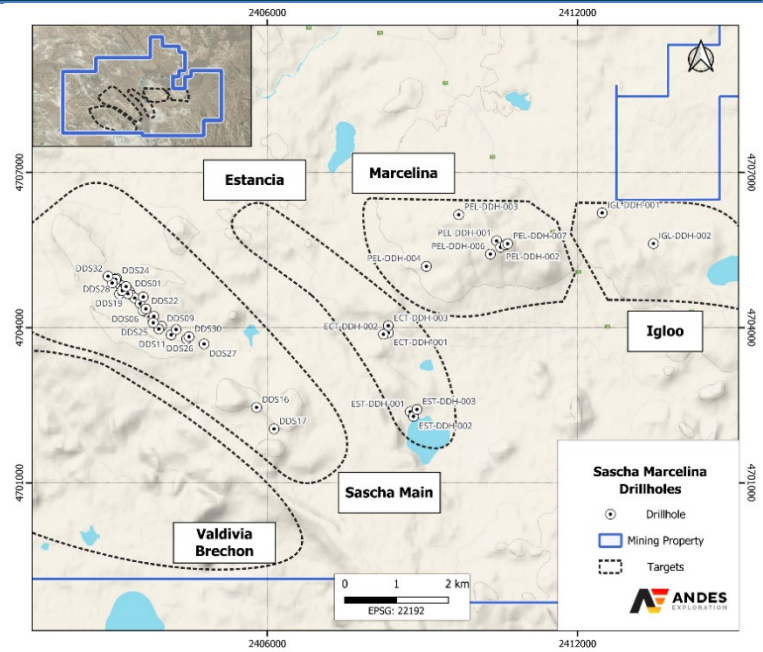 2406000
2412000
4707000
4707000
Estancia
Marcelina
PEL-DDH-003
IGL-DDH-001
PEL-DDH-001
PEL-DDH-007
PEL-DDH-006
PEL-DDH-002
IGL-DDH-002
PEL-DDH-004
DDS32
DDS24
DDS28
DDS01
DDS19
DDS22
DDS06
DDS09
DDS25
DDS30
DDS11
DDS26
DDS27
ECT-DDH-003
ECT-DDH-002
ECT-DDH-001
4704000
4704000
Igloo
DDS16
DDS17
EST-DDH-001
EST-DDH-003
EST-DDH-002
Sascha Main
4701000
4701000
Valdivia
Brechon
Sascha Marcelina
Drillholes
Drillhole
Mining Property
Targets
0 1 2 km
EPSG: 22192
ANDES
EXPLORATION
2406000
2412000